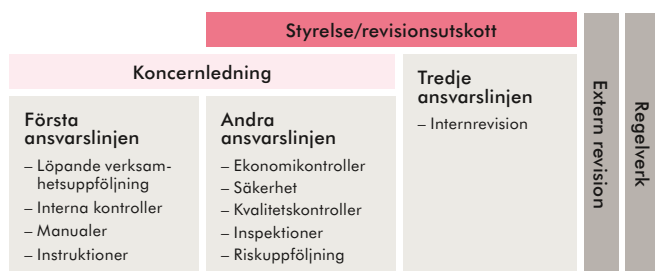 Styrelse/revisionsutskott
Koncernledning
Första
ansvarslinjen
– Löpande verksam-
hetsuppföljning
– Interna kontroller
– Manualer
– Instruktioner
Andra
ansvarslinjen
– Ekonomikontroller
– Säkerhet
– Kvalitetskontroller
– Inspektioner
– Riskuppföljning
Tredje
ansvarslinjen
– Internrevision
Extern revision
Regelverk